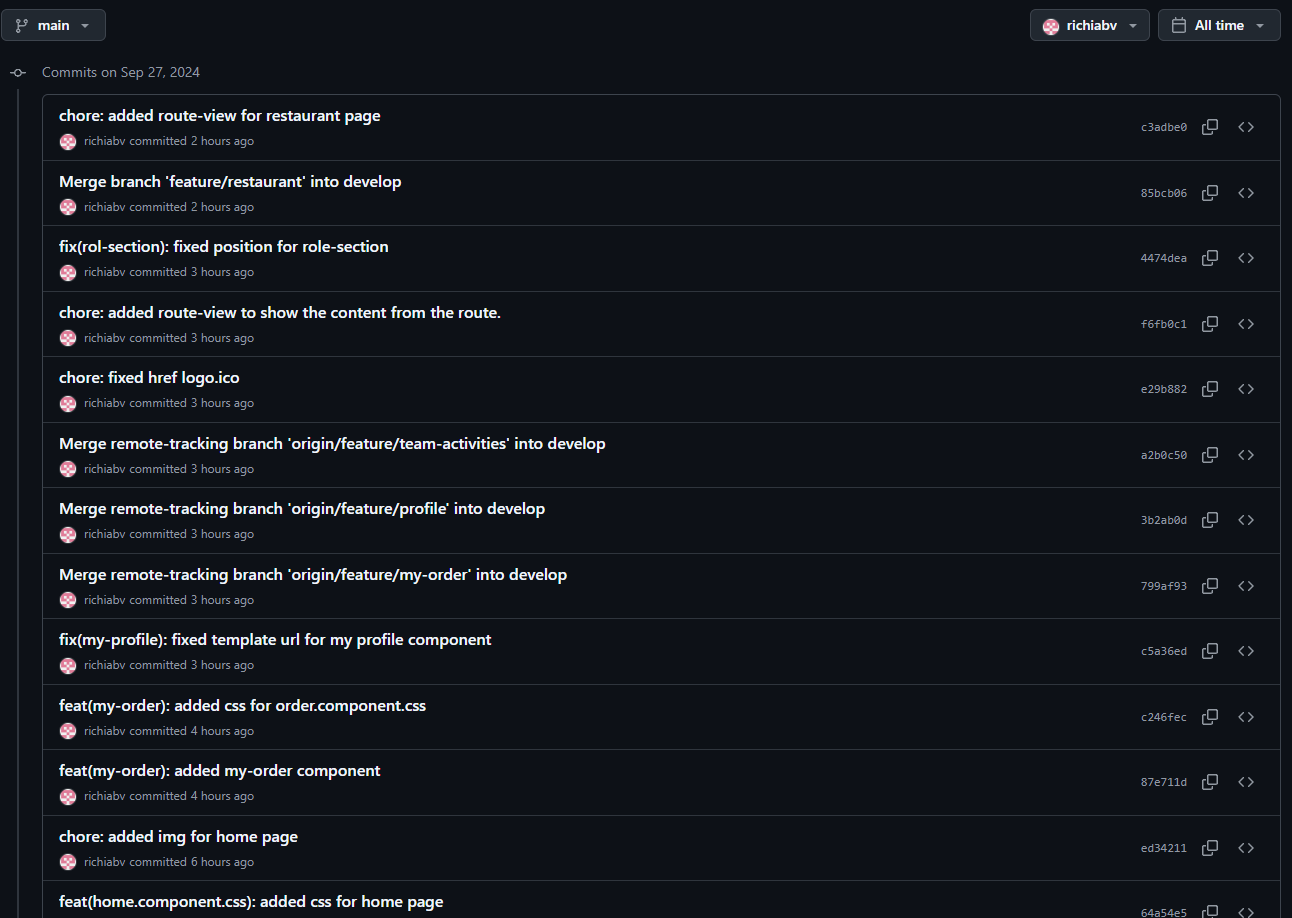 main
richiabv
All time
Commits on Sep 27, 2024
chore: added route-view for restaurant page
richiabv committed 2 hours ago
c3adbe0
Merge branch 'feature/restaurant' into develop
richiabv committed 2 hours ago
85bcb06
fix(rol-section): fixed position for role-section
richiabv committed 3 hours ago
4474dea
chore: added route-view to show the content from the route.
richiabv committed 3 hours ago
f6fb0c1
chore: fixed href logo.ico
richiabv committed 3 hours ago
e29b882
Merge remote-tracking branch 'origin/feature/team-activities' into develop
richiabv committed 3 hours ago
a2b0c50
Merge remote-tracking branch 'origin/feature/profile' into develop
richiabv committed 3 hours ago
3b2ab0d
Merge remote-tracking branch 'origin/feature/my-order' into develop
richiabv committed 3 hours ago
799af93
fix(my-profile): fixed template url for my profile component
richiabv committed 3 hours ago
c5a36ed
feat(my-order): added css for order.component.css
richiabv committed 4 hours ago
c246fec
feat(my-order): added my-order component
richiabv committed 4 hours ago
87e711d
chore: added img for home page
richiabv committed 6 hours ago
ed34211
feat(home.component.css): added css for home page
64a54e5